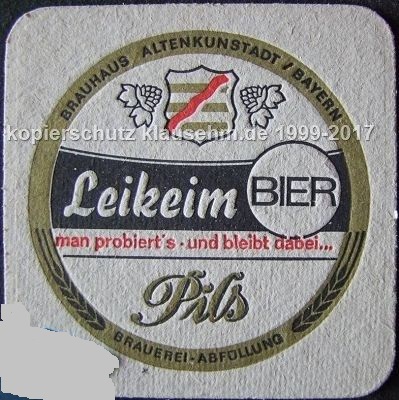 BRAUHAUS ALTENKUNSTADT / BAYERN
kopierschutz klausehm.de 1999-2017
Leikeim BIER
man probiert's · und bleibt dabei...
Pils
BRAUEREI-ABFÜLLUNG